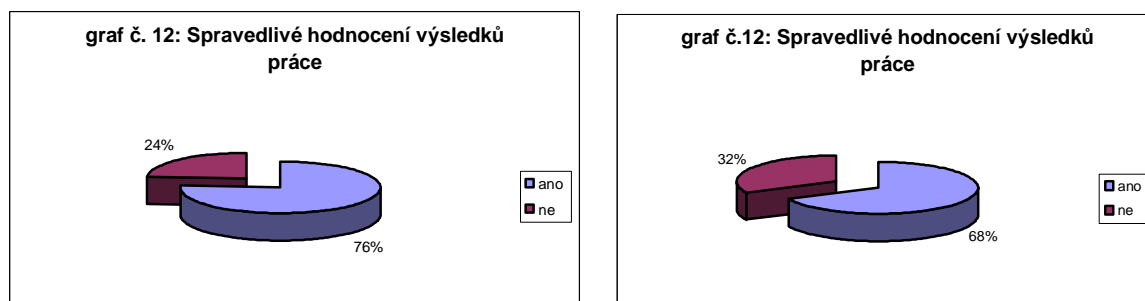 graf č. 12: Spravedlivé hodnocení výsledků
práce
24%
76%
ano
ne
graf č.12: Spravedlivé hodnocení výsledků
práce
32%
68%
ano
ne